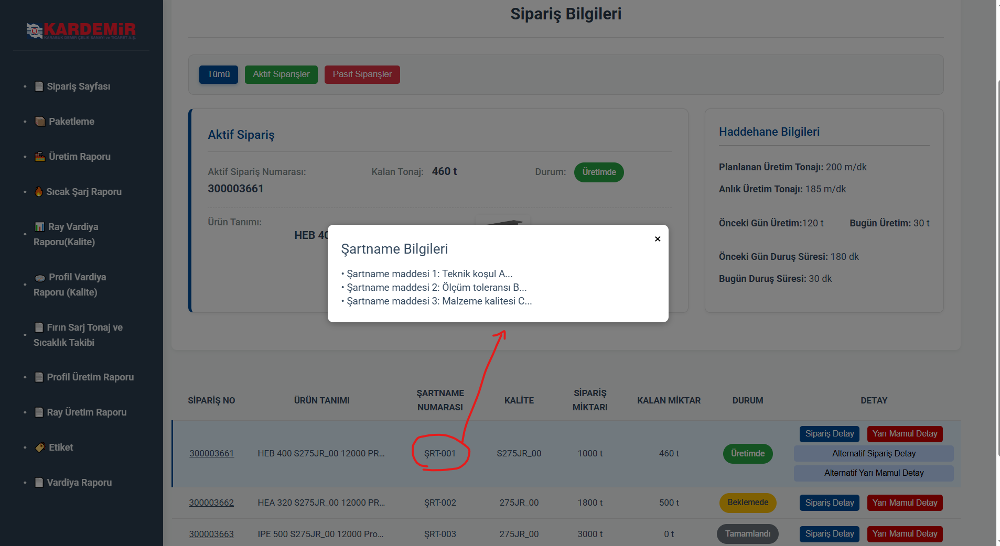 KARDEMİR
KARABÜK DEMİR ÇELİK SANAYİ ve TİCARET A.Ş.
Sipariş Sayfası
Paketleme
Üretim Raporu
Sıcak Şarj Raporu
Ray Vardiya
Raporu(Kalite)
Profil Vardiya
Raporu (Kalite)
Fırın Sarj Tonaj ve
Sıcaklık Takibi
Profil Üretim Raporu
Ray Üretim Raporu
Etiket
Vardiya Raporu
Sipariş Bilgileri
Tümü Aktif Siparişler Pasif Siparişler
Aktif Sipariş
Aktif Sipariş Numarası: Kalan Tonaj: 460 t Durum: Üretimde
300003661
Ürün Tanımı:
HEB 40
Haddehane Bilgileri
Planlanan Üretim Tonajı: 200 m/dk
Anlık Üretim Tonajı: 185 m/dk
Önceki Gün Üretim:120 t Bugün Üretim: 30 t
Önceki Gün Duruş Süresi: 180 dk
Bugün Duruş Süresi: 30 dk
×
Şartname Bilgileri
• Şartname maddesi 1: Teknik koşul A...
• Şartname maddesi 2: Ölçüm toleransı B...
• Şartname maddesi 3: Malzeme kalitesi C...
SİPARİŞ NO ÜRÜN TANIMI ŞARTNAME NUMARASI KALİTE SİPARİŞ MİKTARI KALAN MİKTAR DURUM DETAY
300003661 HEB 400 S275JR_00 12000 PR... ŞRT-001 S275JR_00 1000 t 460 t Üretimde Sipariş Detay Yarı Mamul Detay
Alternatif Sipariş Detay
Alternatif Yarı Mamul Detay
300003662 HEA 320 S275JR_00 12000 PR... ŞRT-002 275JR_00 1800 t 500 t Beklemede Sipariş Detay Yarı Mamul Detay
300003663 IPE 500 S275JR_00 12000 Pro... ŞRT-003 275JR_00 3000 t 0 t Tamamlandı Sipariş Detay Yarı Mamul Detay